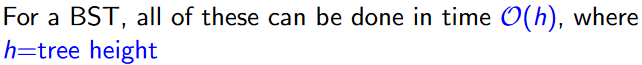 For a BST, all of these can be done in time 𝒪(h), where
h=tree height